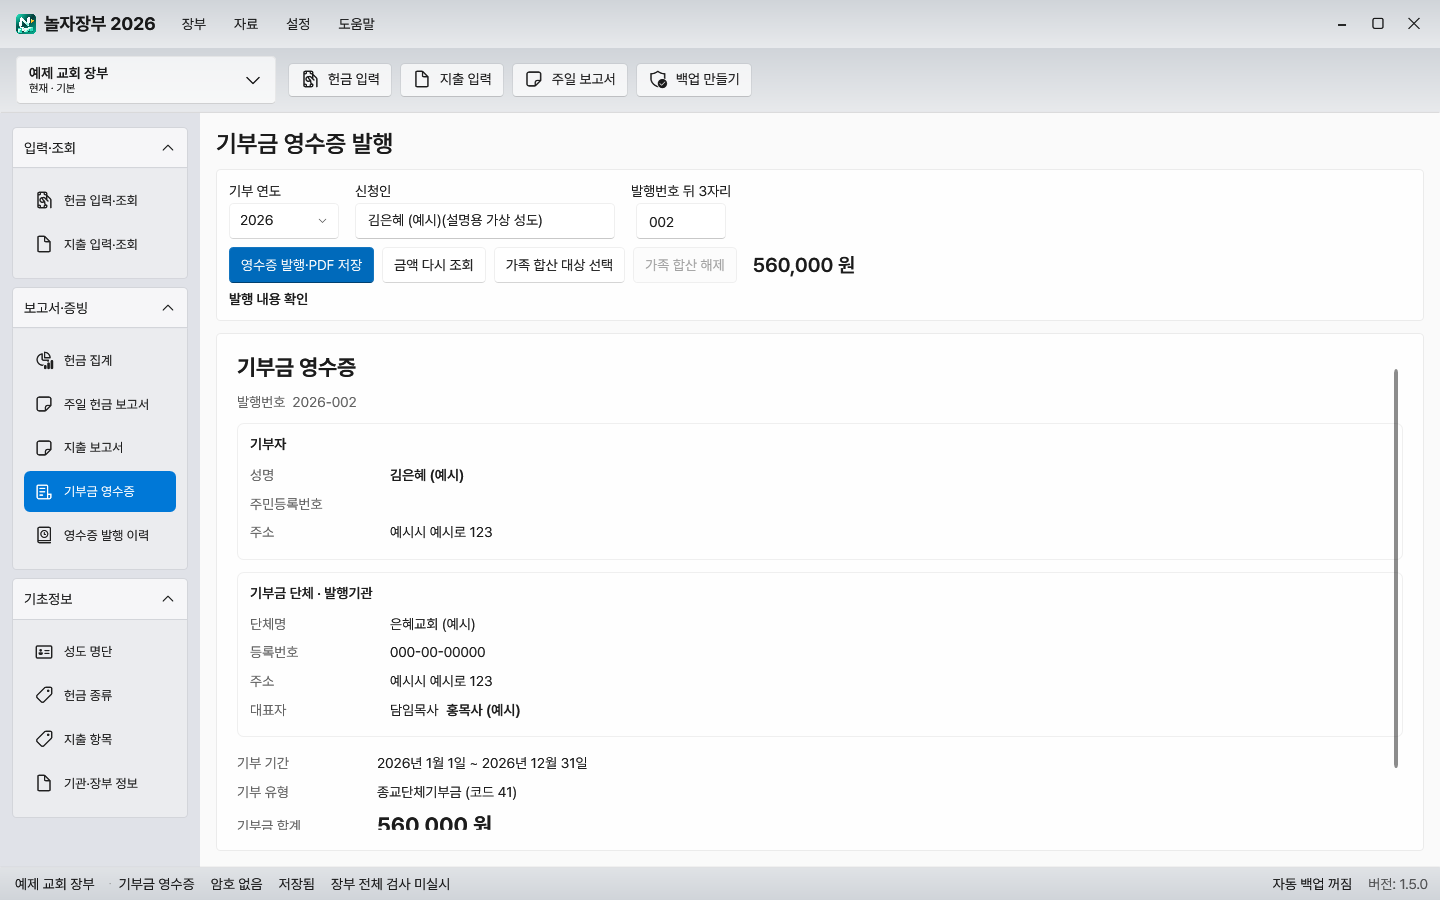 놀자장부 2026 장부 자료 설정 도움말
예제 교회 장부
현재 · 기본
헌금 입력 지출 입력 주일 보고서 백업 만들기
입력·조회
헌금 입력·조회
지출 입력·조회
보고서·증빙
헌금 집계
주일 헌금 보고서
지출 보고서
기부금 영수증
영수증 발행 이력
기초정보
성도 명단
헌금 종류
지출 항목
기관·장부 정보
기부금 영수증 발행
기부 연도 신청인 발행번호 뒤 3자리
2026 김은혜 (예시)(설명용 가상 성도) 002
영수증 발행·PDF 저장 금액 다시 조회 가족 합산 대상 선택 가족 합산 해제 560,000 원
발행 내용 확인
기부금 영수증
발행번호 2026-002
기부자
성명 김은혜 (예시)
주민등록번호
주소 예시시 예시로 123
기부금 단체 · 발행기관
단체명 은혜교회 (예시)
등록번호 000-00-00000
주소 예시시 예시로 123
대표자 담임목사 홍목사 (예시)
기부 기간 2026년 1월 1일 ~ 2026년 12월 31일
기부 유형 종교단체기부금 (코드 41)
기부금 합계 560,000 원
예제 교회 장부 · 기부금 영수증 암호 없음 저장됨 장부 전체 검사 미실시 자동 백업 꺼짐 버전: 1.5.0